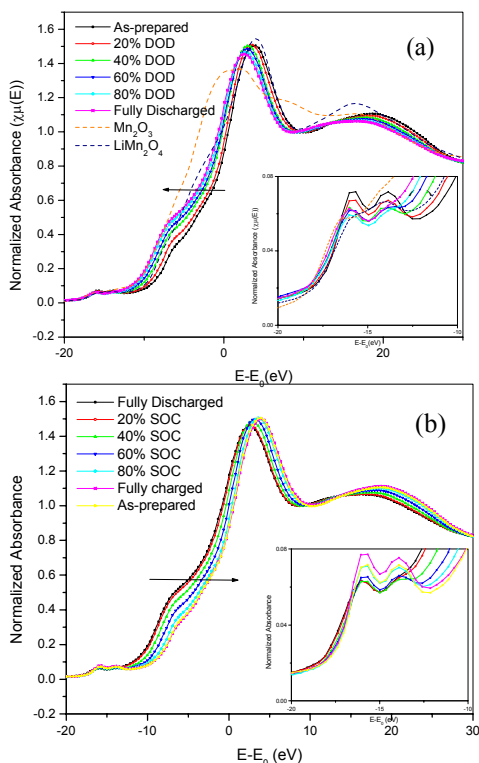 (a)
As-prepared
20% DOD
40% DOD
60% DOD
80% DOD
Fully Discharged
Mn₂O₃
LiMn₂O₄
Normalized Absorbance (χμ(E))
1.6
1.4
1.2
1.0
0.8
0.6
0.4
0.2
0.0
-0.2
-20
-10
0
10
20
E-E₀(eV)
Normalized Absorbance (χμ(E))
0.08
0.04
0.00
-20
-15
-10
E-E₀(eV)
(b)
Fully Discharged
20% SOC
40% SOC
60% SOC
80% SOC
Fully charged
As-prepared
Normalized Absorbance
1.6
1.4
1.2
1.0
0.8
0.6
0.4
0.2
0.0
-0.2
-20
-10
0
10
20
30
E-E₀ (eV)
Normalized Absorbance
0.08
0.04
0.00
-20
-15
-10
E-E₀ (eV)